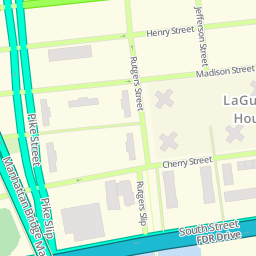 Henry Street
Jefferson Street
Rutgers Street
Madison Street
LaGu
Hou
Pike Street
Cherry Street
Pike Slip
Manhattan Bridge Ma
Rutgers Slip
South Street
FDR Drive